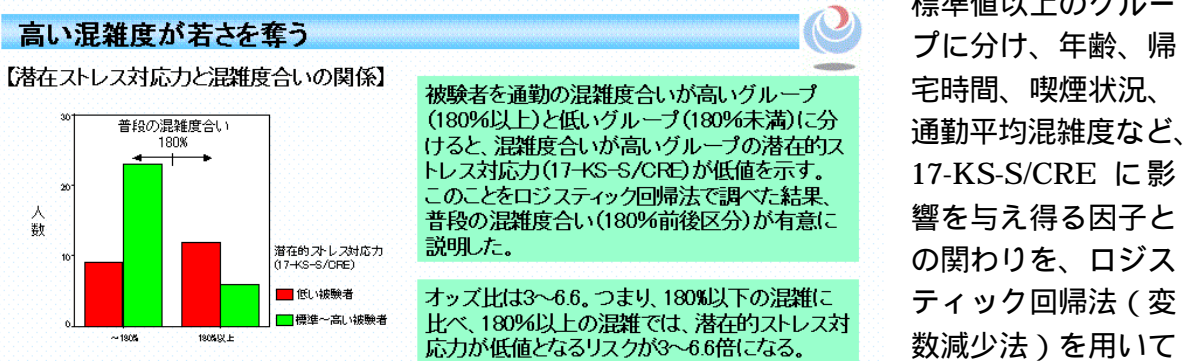 高い混雑度が若さを奪う
【潜在ストレス対応力と混雑度合いの関係】
30
普段の混雑度合い
180%
20
人
数
10
潜在的ストレス対応力
(17-KS-S/CRE)
低い被験者
標準～高い被験者
0
～180%
180%以上
被験者を通勤の混雑度合いが高いグループ
(180%以上)と低いグループ(180%未満)に分
けると、混雑度合いが高いグループの潜在的ス
トレス対応力(17-KS-S/CRE)が低値を示す。
このことをロジスティック回帰法で調べた結果、
普段の混雑度合い(180%前後区分)が有意に
説明した。
オッズ比は3～6.6。つまり、180%以下の混雑に
比べ、180%以上の混雑では、潜在的ストレス対
応力が低値となるリスクが3～6.6倍になる。
標準値以上のグルー
プに分け、年齢、帰
宅時間、喫煙状況、
通勤平均混雑度など、
17-KS-S/CRE に影
響を与え得る因子と
の関わりを、ロジス
ティック回帰法（変
数減少法）を用いて